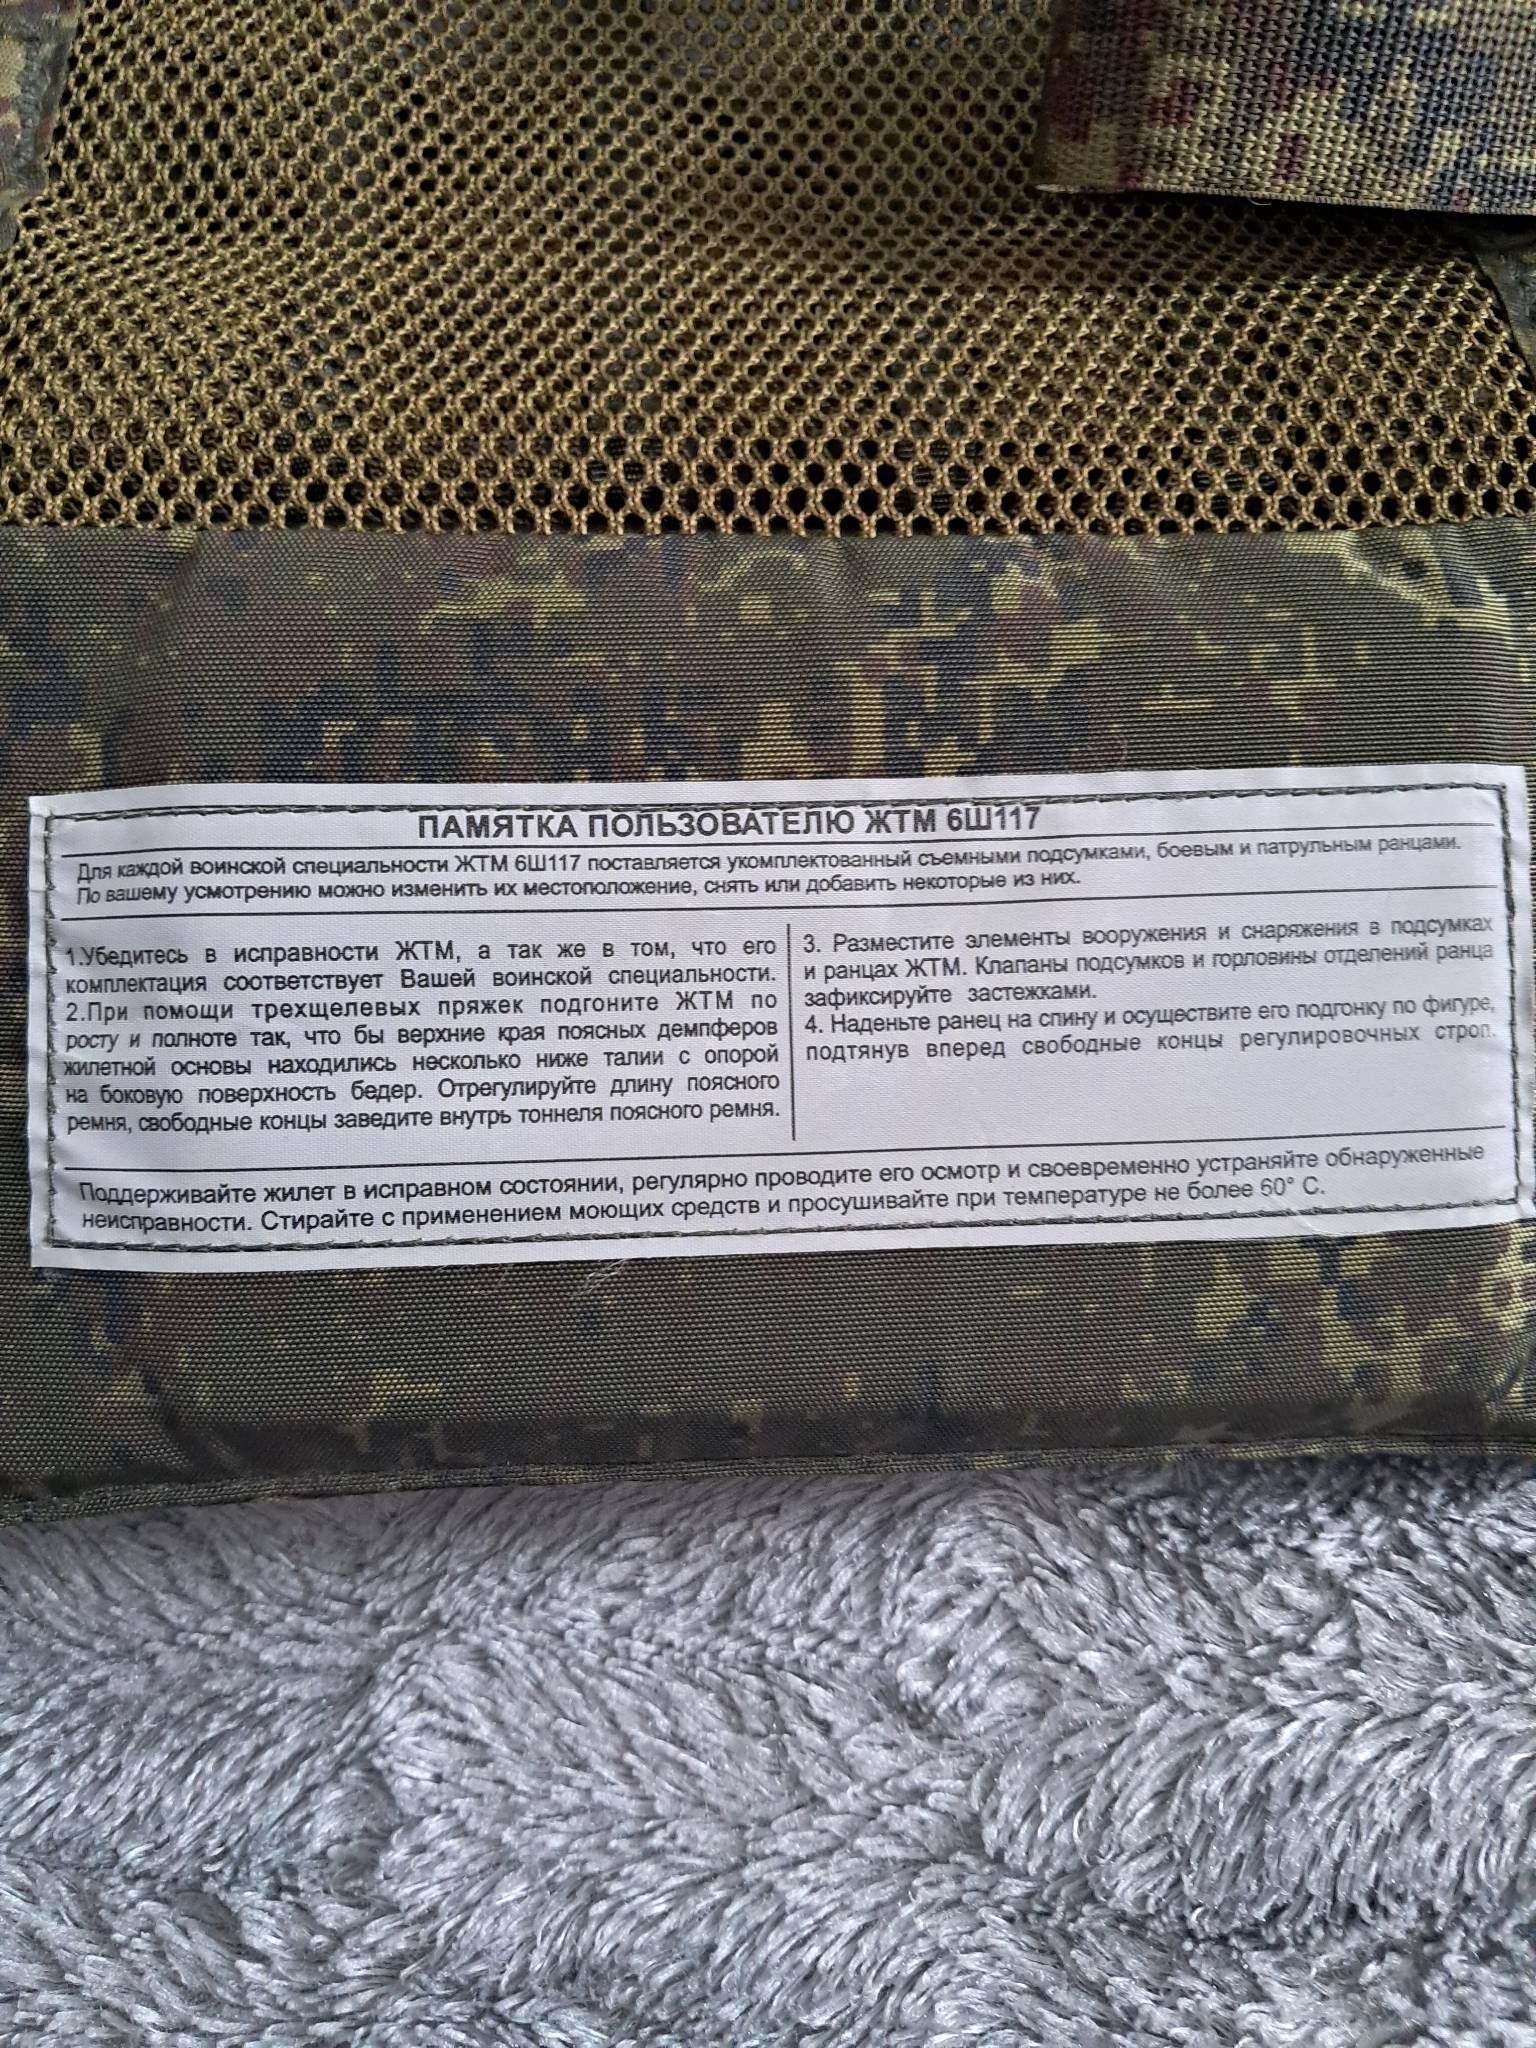 ПАМЯТКА ПОЛЬЗОВАТЕЛЮ ЖТМ 6Ш117
Для каждой воинской специальности ЖТМ 6Ш117 поставляется укомплектованный съемными подсумками, боевым и патрульным ранцами.
По вашему усмотрению можно изменить их местоположение, снять или добавить некоторые из них.
1.Убедитесь в исправности ЖТМ, а так же в том, что его
комплектация соответствует Вашей воинской специальности.
2.При помощи трехщелевых пряжек подгоните ЖТМ по
росту и полноте так, что бы верхние края поясных демпферов
жилетной основы находились несколько ниже талии с опорой
на боковую поверхность бедер. Отрегулируйте длину поясного
ремня, свободные концы заведите внутрь тоннеля поясного ремня.
3. Разместите элементы вооружения и снаряжения в подсумках
и ранцах ЖТМ. Клапаны подсумков и горловины отделений ранца
зафиксируйте застежками.
4. Наденьте ранец на спину и осуществите его подгонку по фигуре,
подтянув вперед свободные концы регулировочных строп.
Поддерживайте жилет в исправном состоянии, регулярно проводите его осмотр и своевременно устраняйте обнаруженные
неисправности. Стирайте с применением моющих средств и просушивайте при температуре не более 60° С.